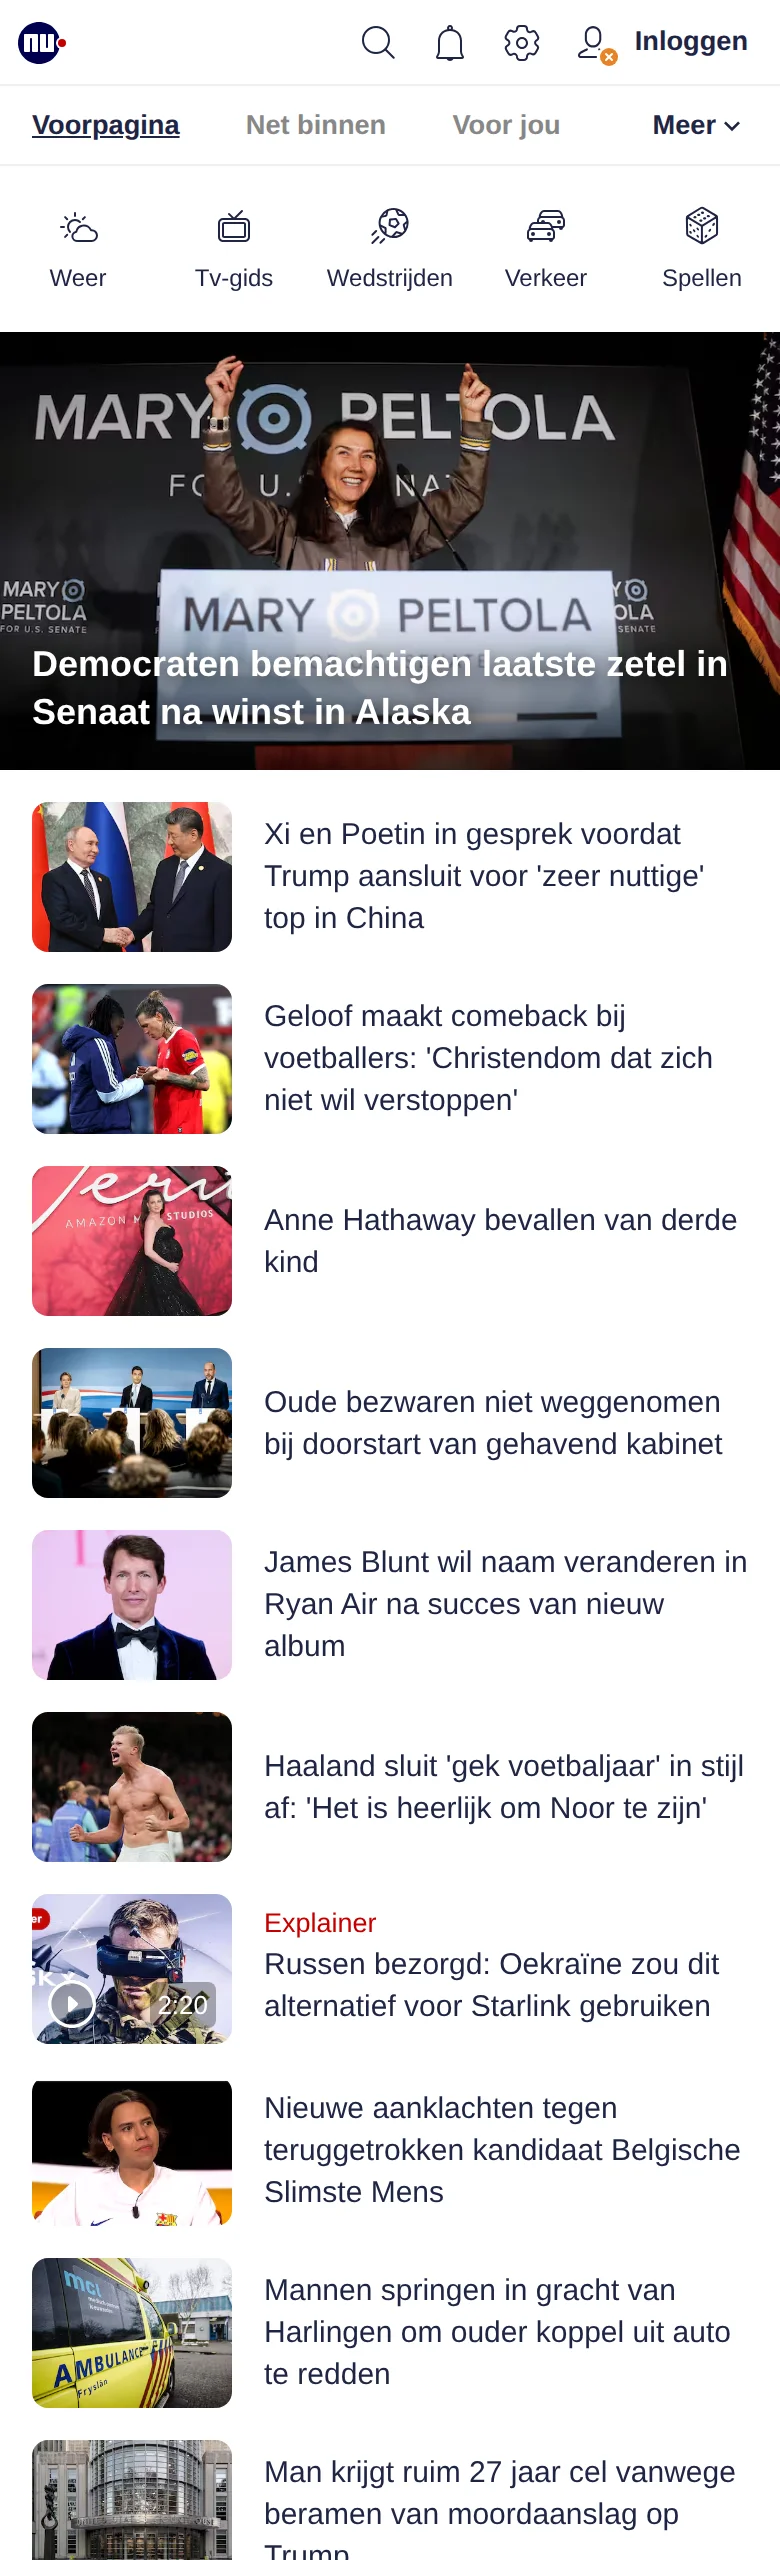 nu
Inloggen
Voorpagina Net binnen Voor jou Meer
Weer Tv-gids Wedstrijden Verkeer Spellen
MARY PELTOLA
MARY
PELTOLA
FOR U.S. SENATE
MARY PELTOLA
SENATE
Democraten bemachtigen laatste zetel in
Senaat na winst in Alaska
Xi en Poetin in gesprek voordat
Trump aansluit voor 'zeer nuttige'
top in China
Geloof maakt comeback bij
voetballers: 'Christendom dat zich
niet wil verstoppen'
AMAZON M STUDIOS
Anne Hathaway bevallen van derde
kind
Oude bezwaren niet weggenomen
bij doorstart van gehavend kabinet
James Blunt wil naam veranderen in
Ryan Air na succes van nieuw
album
Haaland sluit 'gek voetbaljaar' in stijl
af: 'Het is heerlijk om Noor te zijn'
er
2:20
Explainer
Russen bezorgd: Oekraïne zou dit
alternatief voor Starlink gebruiken
Nieuwe aanklachten tegen
teruggetrokken kandidaat Belgische
Slimste Mens
mcl
AMBULANCE
Fryslân
Mannen springen in gracht van
Harlingen om ouder koppel uit auto
te redden
Man krijgt ruim 27 jaar cel vanwege
beramen van moordaanslag op
Trump